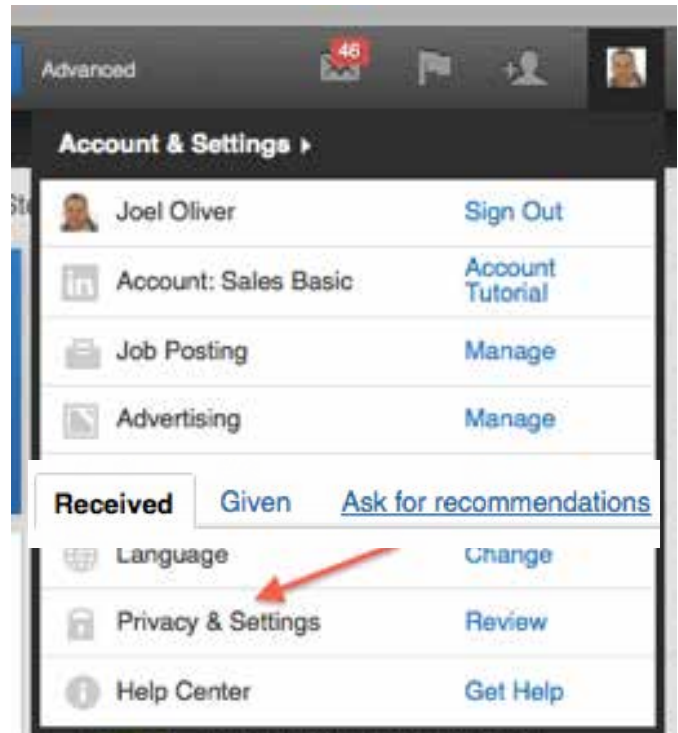 46
Advanced
Account & Settings
Joel Oliver Sign Out
in Account: Sales Basic Account Tutorial
Job Posting Manage
Advertising Manage
Received Given Ask for recommendations
Language Change
Privacy & Settings Review
Help Center Get Help